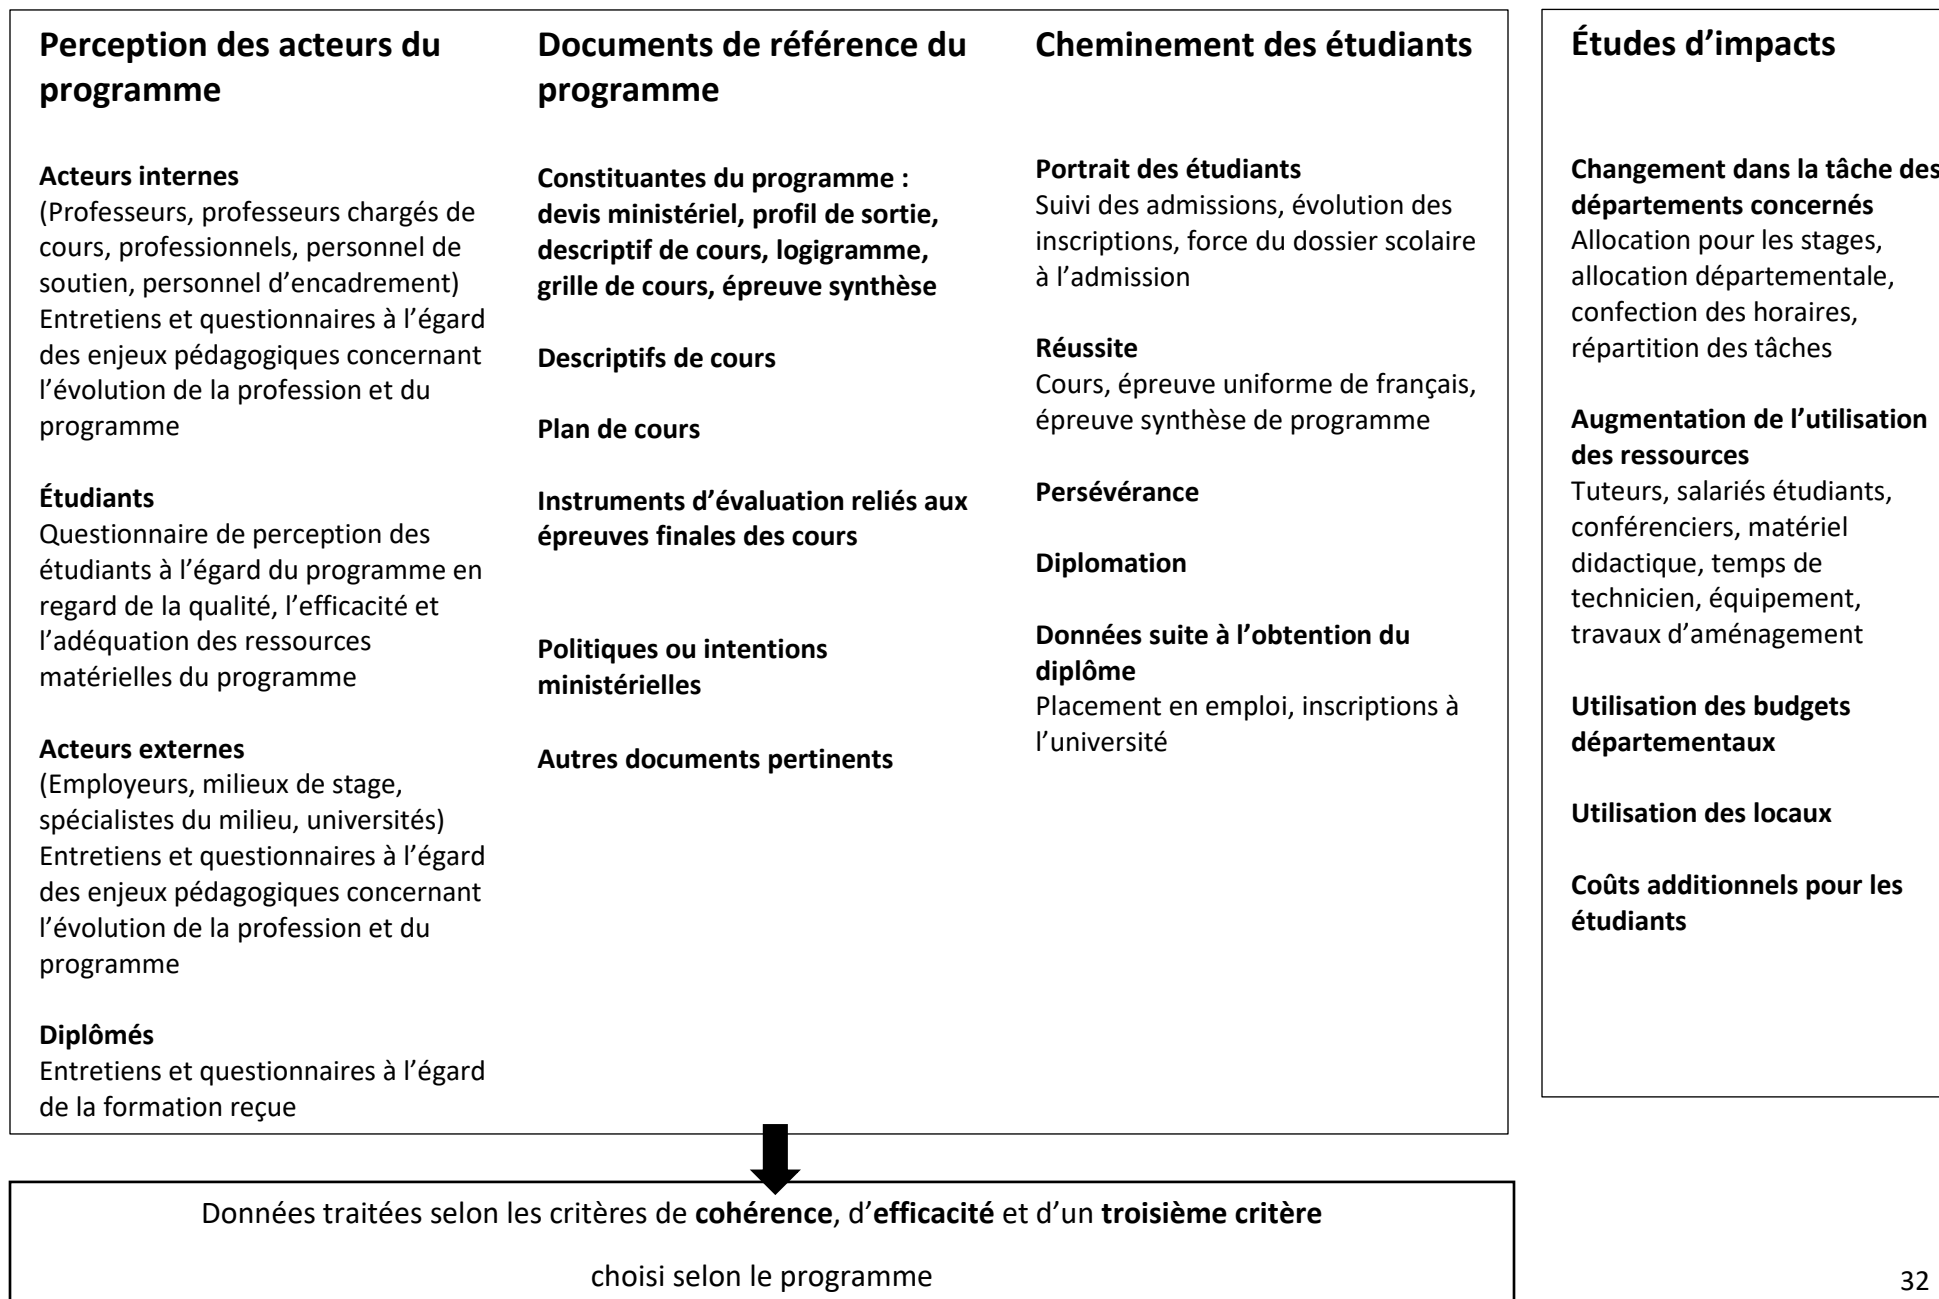 Perception des acteurs du
programme
Acteurs internes
(Professeurs, professeurs chargés de
cours, professionnels, personnel de
soutien, personnel d’encadrement)
Entretiens et questionnaires à l’égard
des enjeux pédagogiques concernant
l’évolution de la profession et du
programme
Étudiants
Questionnaire de perception des
étudiants à l’égard du programme en
regard de la qualité, l’efficacité et
l’adéquation des ressources
matérielles du programme
Acteurs externes
(Employeurs, milieux de stage,
spécialistes du milieu, universités)
Entretiens et questionnaires à l’égard
des enjeux pédagogiques concernant
l’évolution de la profession et du
programme
Diplômés
Entretiens et questionnaires à l’égard
de la formation reçue
Documents de référence du
programme
Constituantes du programme :
devis ministériel, profil de sortie,
descriptif de cours, logigramme,
grille de cours, épreuve synthèse
Descriptifs de cours
Plan de cours
Instruments d’évaluation reliés aux
épreuves finales des cours
Politiques ou intentions
ministérielles
Autres documents pertinents
Cheminement des étudiants
Portrait des étudiants
Suivi des admissions, évolution des
inscriptions, force du dossier scolaire
à l’admission
Réussite
Cours, épreuve uniforme de français,
épreuve synthèse de programme
Persévérance
Diplomation
Données suite à l’obtention du
diplôme
Placement en emploi, inscriptions à
l’université
Études d’impacts
Changement dans la tâche des
départements concernés
Allocation pour les stages,
allocation départementale,
confection des horaires,
répartition des tâches
Augmentation de l’utilisation
des ressources
Tuteurs, salariés étudiants,
conférenciers, matériel
didactique, temps de
technicien, équipement,
travaux d’aménagement
Utilisation des budgets
départementaux
Utilisation des locaux
Coûts additionnels pour les
étudiants
Données traitées selon les critères de cohérence, d’efficacité et d’un troisième critère
choisi selon le programme
32